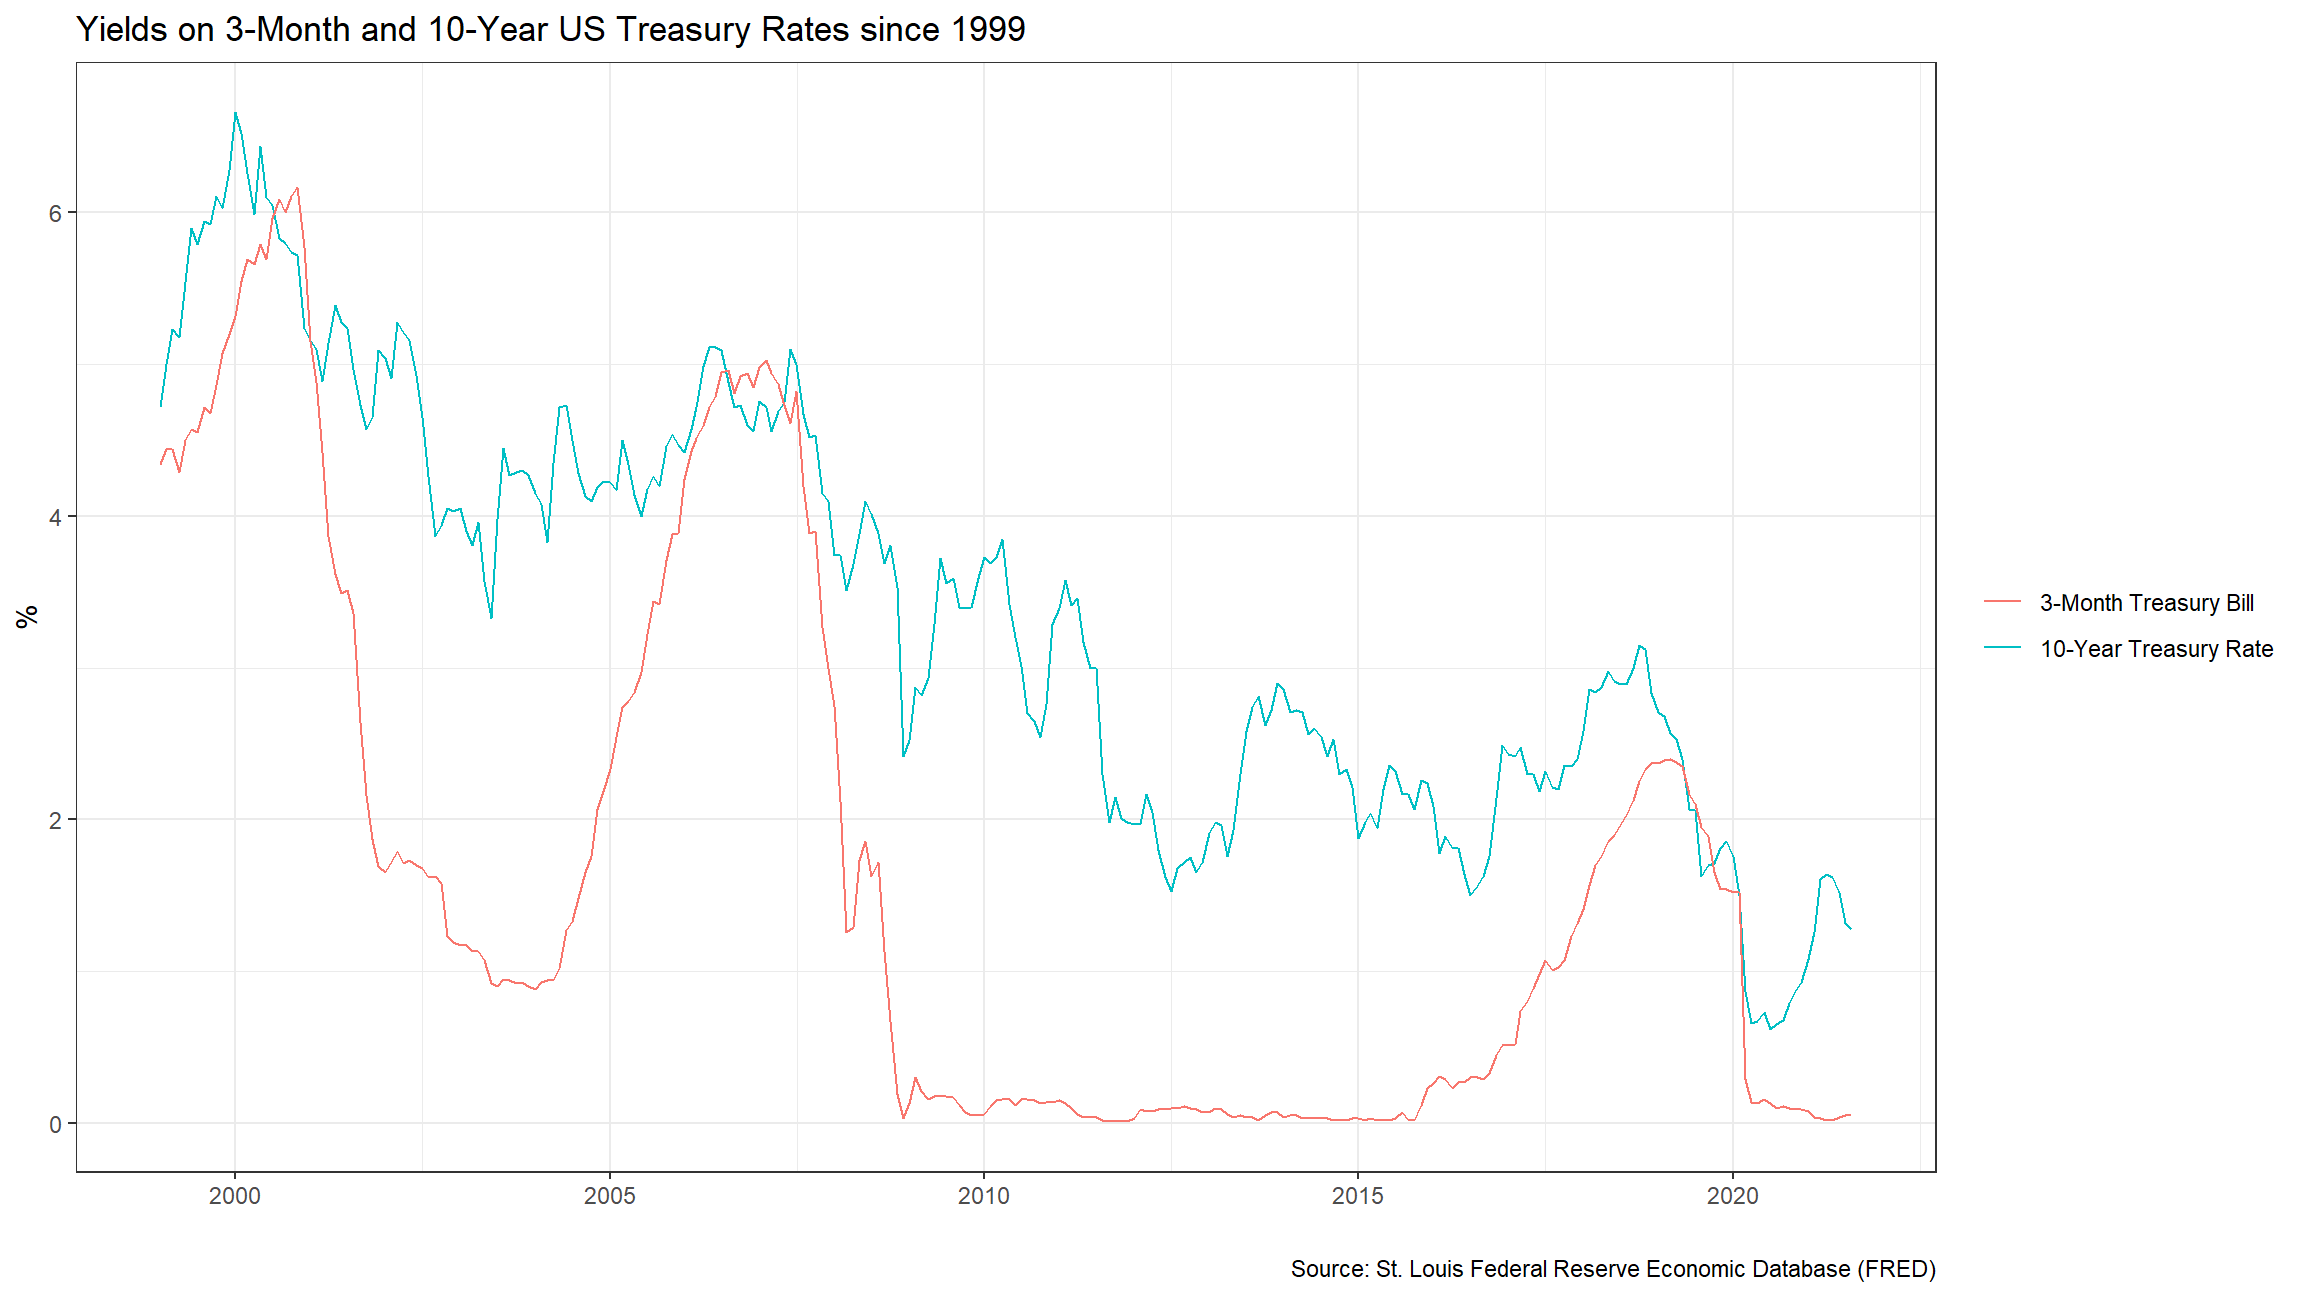 Yields on 3-Month and 10-Year US Treasury Rates since 1999
%
6
4
2
0
2000
2005
2010
2015
2020
3-Month Treasury Bill
10-Year Treasury Rate
Source: St. Louis Federal Reserve Economic Database (FRED)